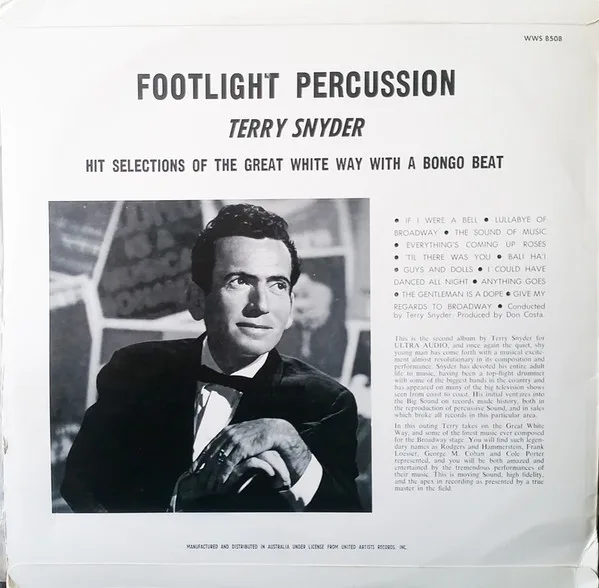 WWS 8508
FOOTLIGHT PERCUSSION
TERRY SNYDER
HIT SELECTIONS OF THE GREAT WHITE WAY WITH A BONGO BEAT
● IF I WERE A BELL ● LULLABYE OF
BROADWAY ● THE SOUND OF MUSIC
● EVERYTHING'S COMING UP ROSES
● 'TIL THERE WAS YOU ● BALI HA'I
● GUYS AND DOLLS ● I COULD HAVE
DANCED ALL NIGHT ● ANYTHING GOES
● THE GENTLEMAN IS A DOPE ● GIVE MY
REGARDS TO BROADWAY ● Conducted
by Terry Snyder. Produced by Don Costa.
This is the second album by Terry Snyder for
ULTRA AUDIO, and once again the quiet, shy
young man has come forth with a musical excite-
ment almost revolutionary in its composition and
performance. Snyder has devoted his entire adult
life to music, having been a top-flight drummer
with some of the biggest bands in the country and
has appeared on many of the big television shows
seen from coast to coast. His initial ventures into
the Big Sound on records made history, both in
the reproduction of percussive Sound, and in sales
which broke all records in this particular area.
In this outing Terry takes on the Great White
Way, and some of the finest music ever composed
for the Broadway stage. You will find such legen-
dary names as Rodgers and Hammerstein, Frank
Loesser, George M. Cohan and Cole Porter
represented, and you will be both amazed and
entertained by the tremendous performances of
their music. This is moving Sound, high fidelity,
and the apex in recording as presented by a true
master in the field.
MANUFACTURED AND DISTRIBUTED IN AUSTRALIA UNDER LICENSE FROM UNITED ARTISTS RECORDS, INC.